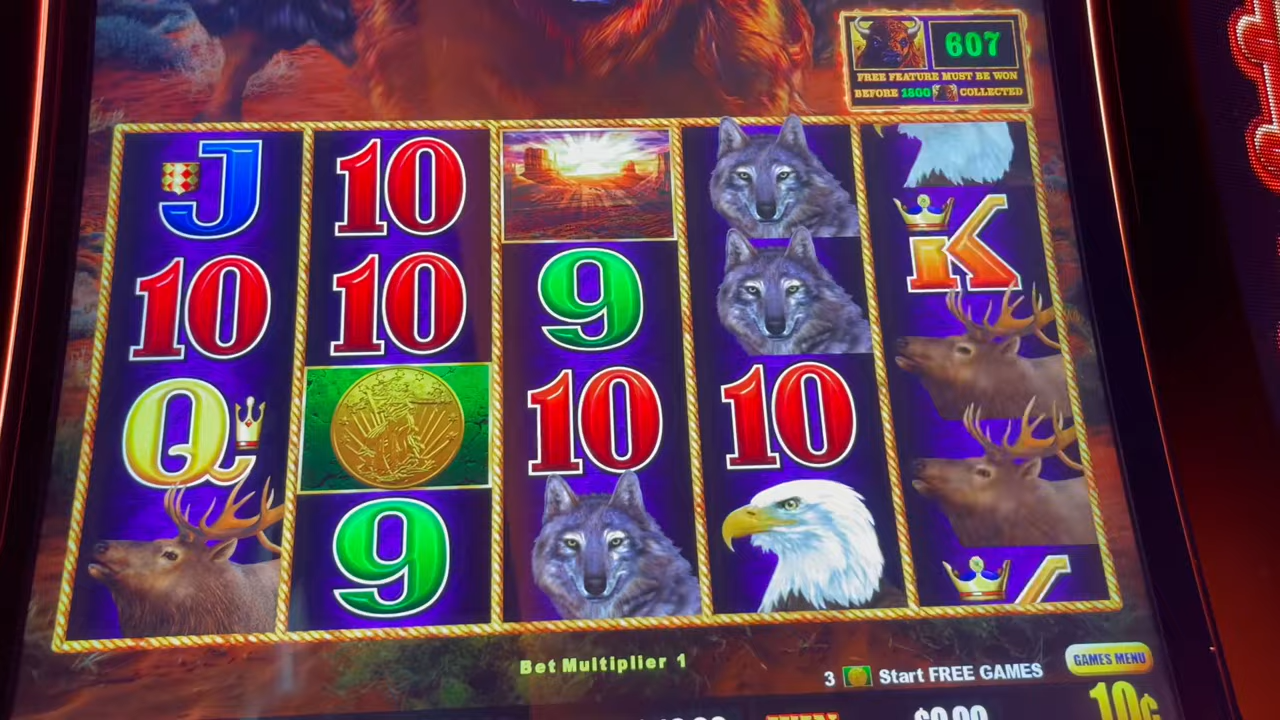 607
FREE FEATURE MUST BE WON
BEFORE 1800 COLLECTED
J 10
10 10 9 K
Q 10 10
9
Bet Multiplier 1
3 Start FREE GAMES
GAMES MENU
10¢
WIN $0.00